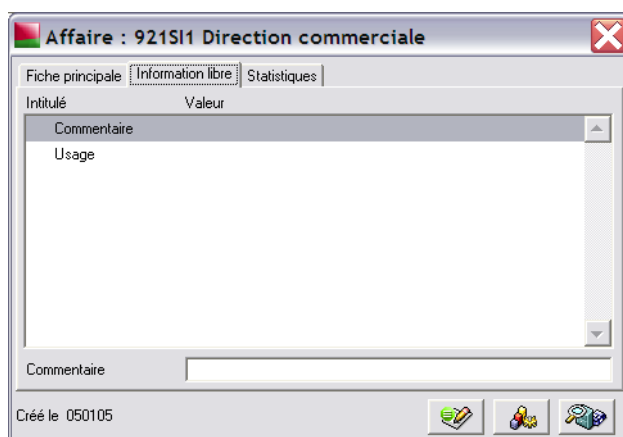 Affaire : 921SI1 Direction commerciale
Fiche principale Information libre Statistiques
Intitulé Valeur
Commentaire
Usage
Commentaire
Créé le 050105